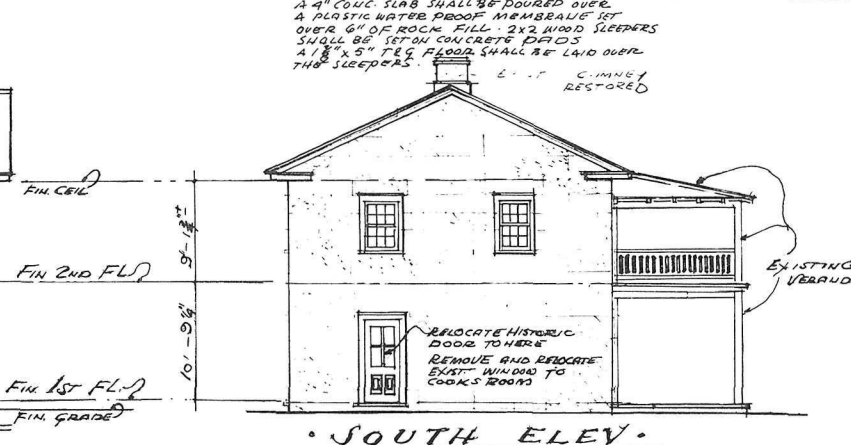 A 4" CONC. SLAB SHALL BE POURED OVER
A PLASTIC WATER PROOF MEMBRANE SET
OVER 6" OF ROCK FILL. 2x2 WOOD SLEEPERS
SHALL BE SET ON CONCRETE PADS
A 1⅝" x 5" T&G FLOOR SHALL BE LAID OVER
THE SLEEPERS.
RESTORED
FIN. CEIL
9'-1¾"±
FIN 2ND FL.
EXISTING
VERAND
10'-9¼"
RELOCATE HISTORIC
DOOR TO HERE
REMOVE AND RELOCATE
EXIST WINDOW TO
COOKS ROOM
FIN. 1ST FL.
FIN. GRADE
• SOUTH ELEV •